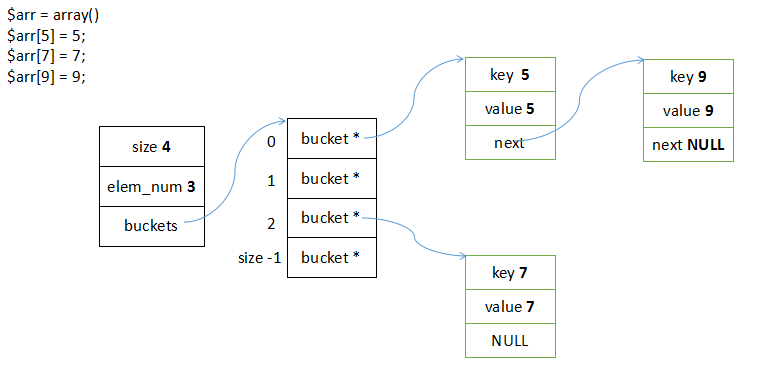 $arr = array()
$arr[5] = 5;
$arr[7] = 7;
$arr[9] = 9;
size 4
elem_num 3
buckets
0 bucket *
1 bucket *
2 bucket *
size -1 bucket *
key 5
value 5
next
key 9
value 9
next NULL
key 7
value 7
NULL